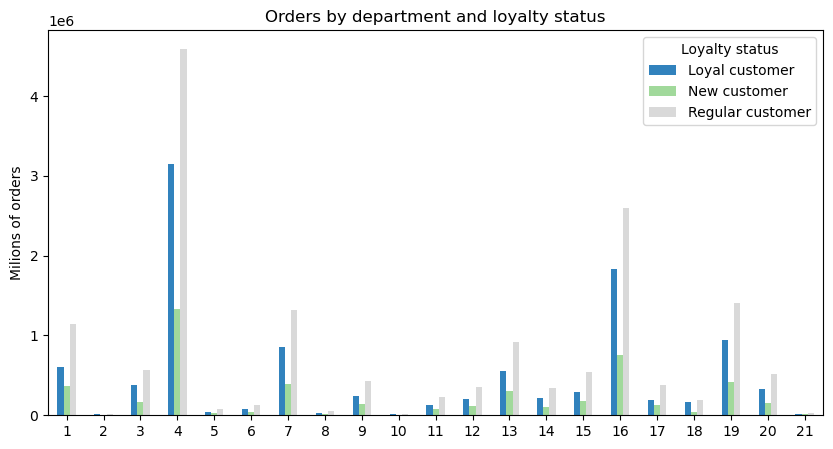 Orders by department and loyalty status
1e6
Milions of orders
4
3
2
1
0
Loyalty status
Loyal customer
New customer
Regular customer
1 2 3 4 5 6 7 8 9 10 11 12 13 14 15 16 17 18 19 20 21